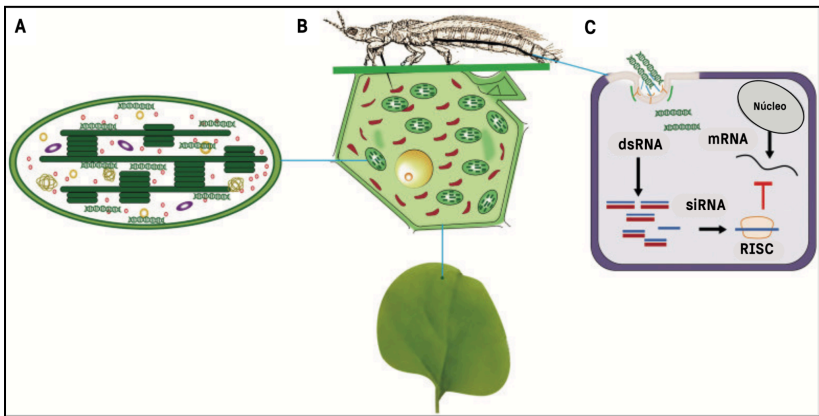 A
B
C
Núcleo
dsRNA
mRNA
siRNA
RISC